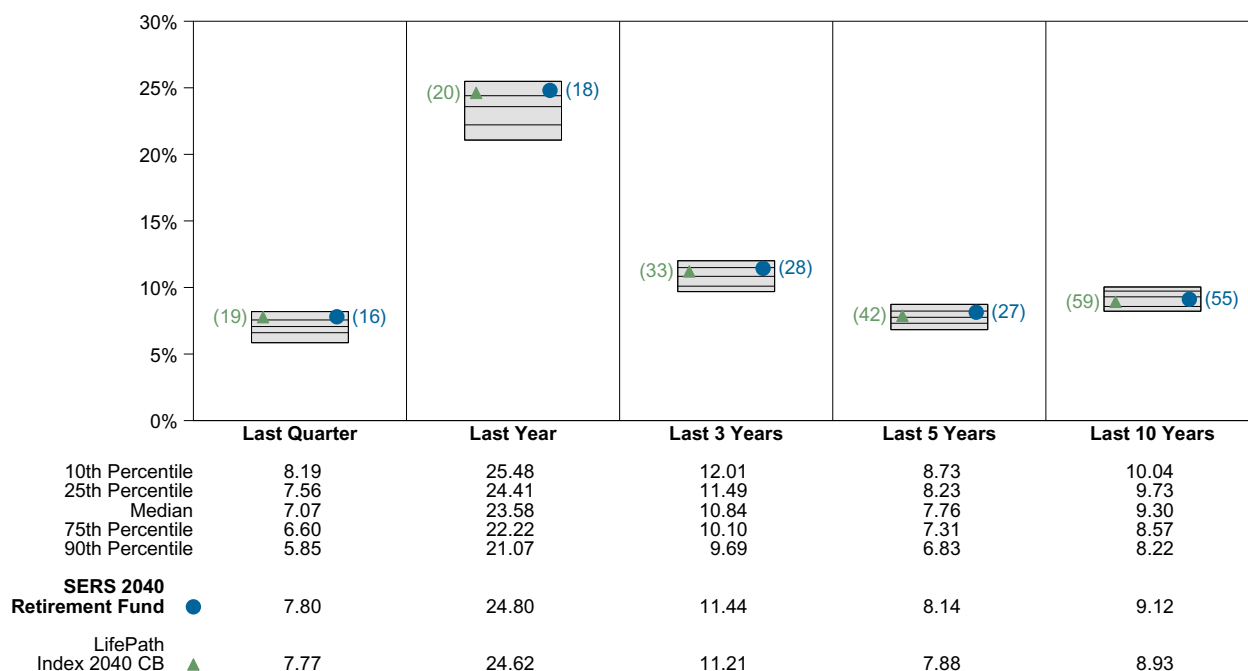 30%
25%
20%
15%
10%
5%
0%
(20) (18)
(33) (28)
(19) (16)
(42) (27)
(59) (55)
Last Quarter Last Year Last 3 Years Last 5 Years Last 10 Years
10th Percentile 8.19 25.48 12.01 8.73 10.04
25th Percentile 7.56 24.41 11.49 8.23 9.73
Median 7.07 23.58 10.84 7.76 9.30
75th Percentile 6.60 22.22 10.10 7.31 8.57
90th Percentile 5.85 21.07 9.69 6.83 8.22
SERS 2040
Retirement Fund 7.80 24.80 11.44 8.14 9.12
LifePath
Index 2040 CB 7.77 24.62 11.21 7.88 8.93